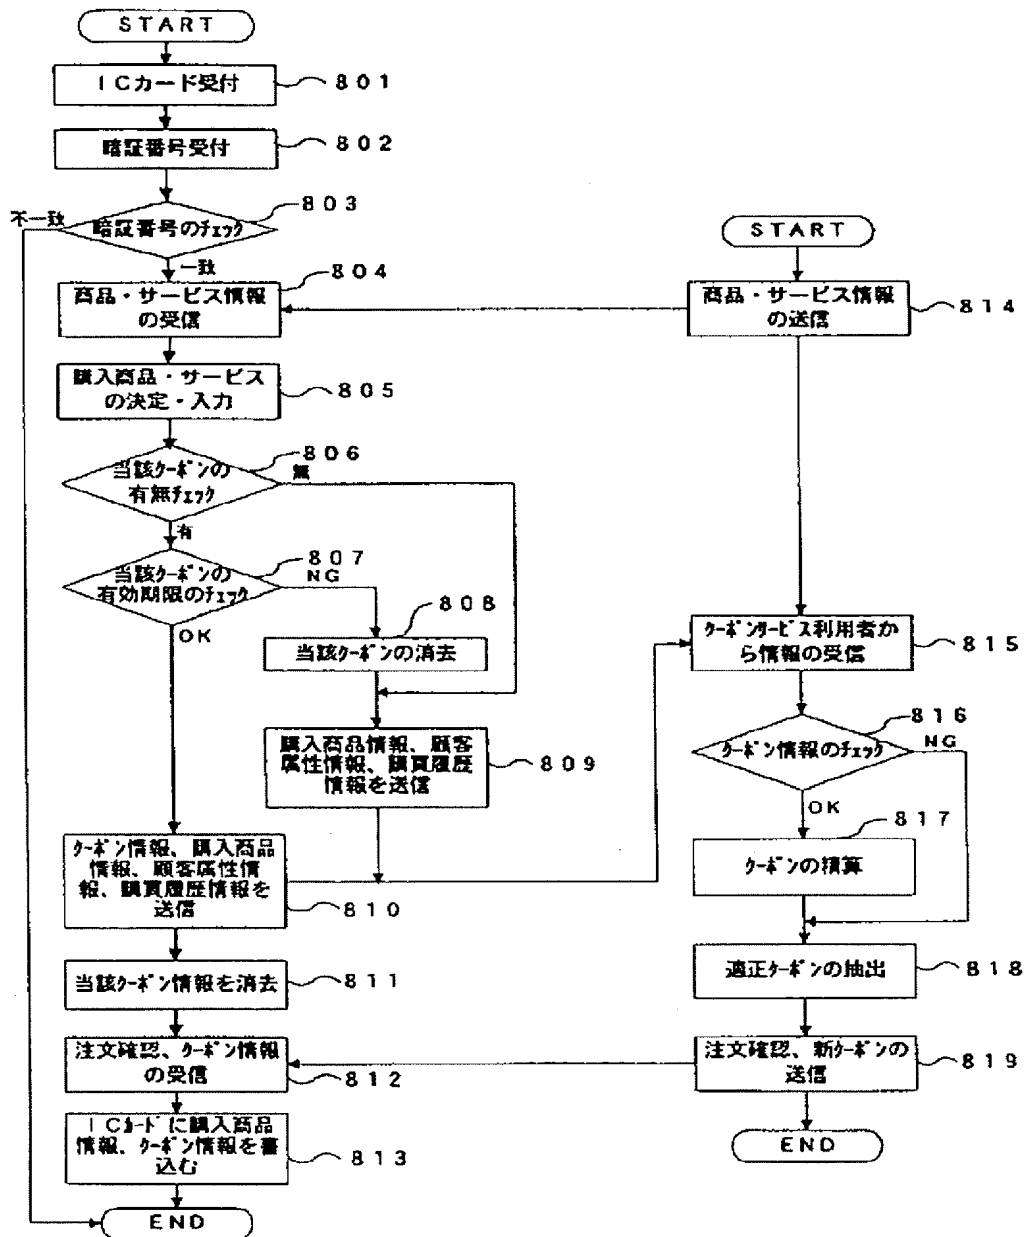 START
ICカード受付
801
暗証番号受付
802
803
不一致
暗証番号のチェック
一致
804
商品・サービス情報
の受信
購入商品・サービス
の決定・入力
805
806
当該クーポンの
有無チェック
無
有
807
当該クーポンの
有効期限のチェック
NG
OK
808
当該クーポンの消去
購入商品情報、顧客
属性情報、購買履歴
情報を送信
809
クーポン情報、購入商品
情報、顧客属性情
報、購買履歴情報を
送信
810
当該クーポン情報を消去
811
注文確認、クーポン情報
の受信
812
ICカードに購入商品
情報、クーポン情報を書
込む
813
END
START
商品・サービス情報
の送信
814
クーポンサービス利用者か
ら情報の受信
815
816
クーポン情報のチェック
NG
OK
817
クーポンの積算
適正クーポンの抽出
818
注文確認、新クーポンの
送信
819
END